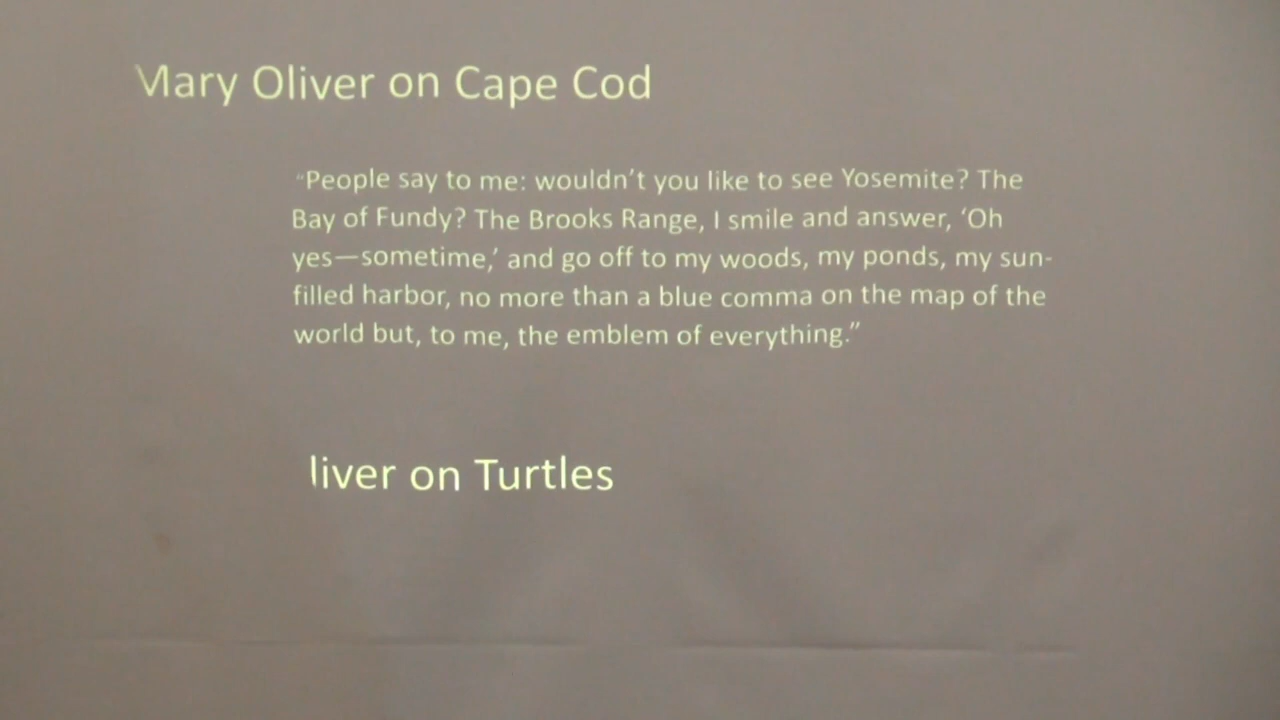 Mary Oliver on Cape Cod
“People say to me: wouldn’t you like to see Yosemite? The
Bay of Fundy? The Brooks Range, I smile and answer, ‘Oh
yes—sometime,’ and go off to my woods, my ponds, my sun-
filled harbor, no more than a blue comma on the map of the
world but, to me, the emblem of everything.”
liver on Turtles